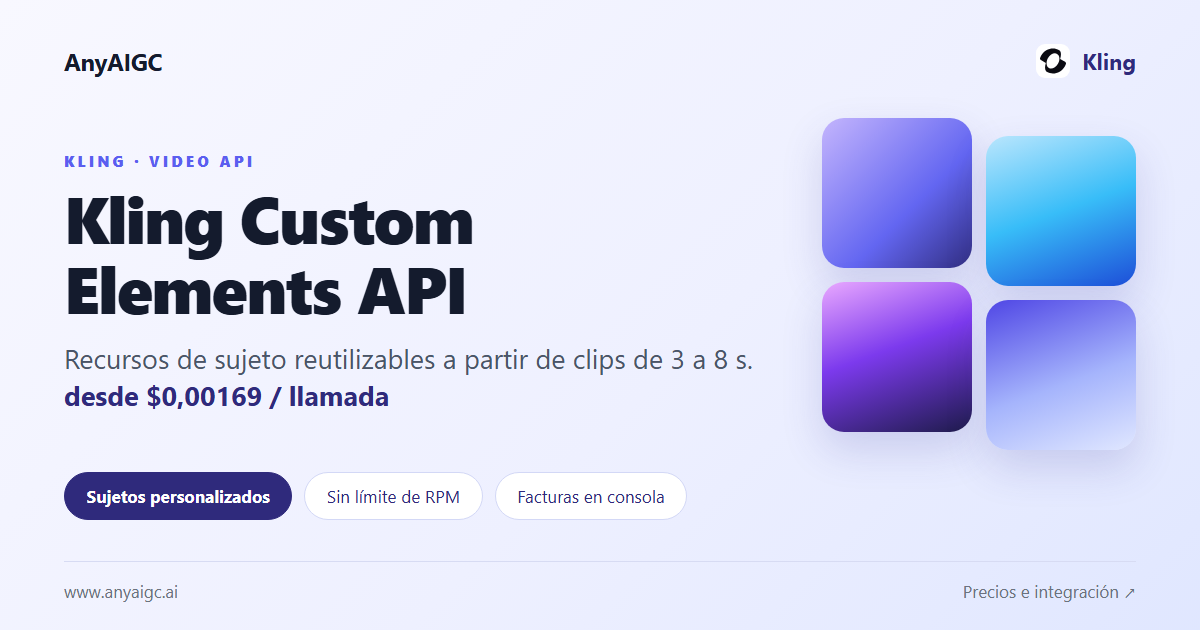 AnyAIGC
Kling
KLING · VIDEO API
Kling Custom
Elements API
Recursos de sujeto reutilizables a partir de clips de 3 a 8 s.
desde $0,00169 / llamada
Sujetos personalizados
Sin límite de RPM
Facturas en consola
www.anyaigc.ai
Precios e integración ↗